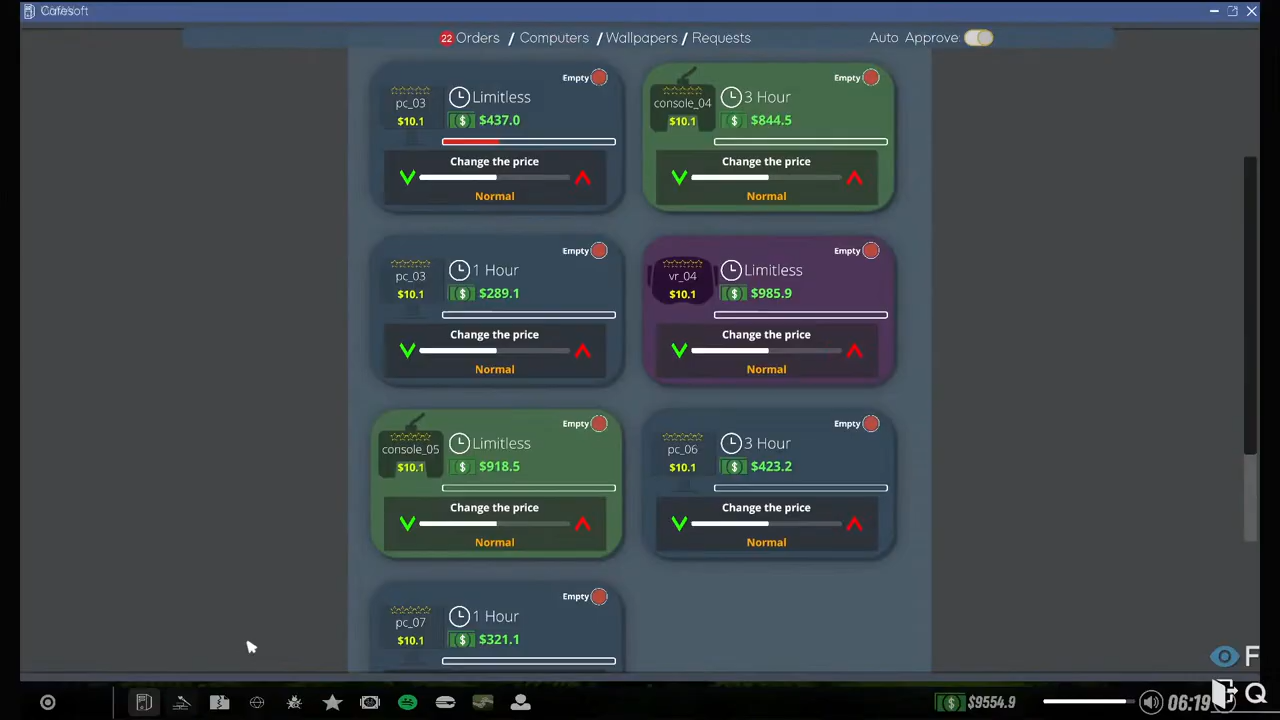 Cafesoft
22 Orders / Computers / Wallpapers / Requests
Auto Approve
Empty
pc_03
Limitless
$10.1
$437.0
Change the price
Normal
Empty
console_04
3 Hour
$10.1
$844.5
Change the price
Normal
Empty
pc_03
1 Hour
$10.1
$289.1
Change the price
Normal
Empty
vr_04
Limitless
$10.1
$985.9
Change the price
Normal
Empty
console_05
Limitless
$10.1
$918.5
Change the price
Normal
Empty
pc_06
3 Hour
$10.1
$423.2
Change the price
Normal
Empty
pc_07
1 Hour
$10.1
$321.1
F
$9554.9
06:19
Q